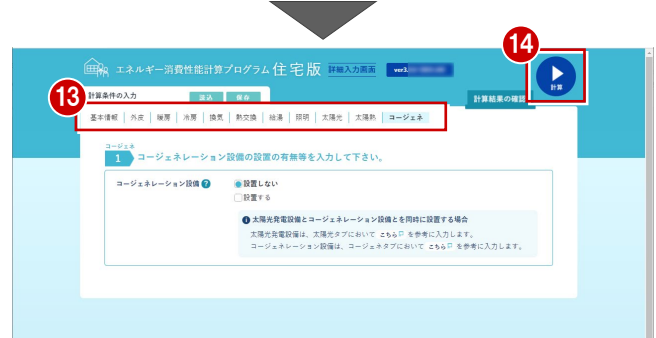 14
エネルギー消費性能計算プログラム 住宅版 詳細入力画面 ver3.
計算
13
計算条件の入力 読込 保存
計算結果の確認
基本情報 外皮 暖房 冷房 換気 熱交換 給湯 照明 太陽光 太陽熱 コージェネ
コージェネ
1 コージェネレーション設備の設置の有無等を入力して下さい。
コージェネレーション設備 ? 設置しない
設置する
太陽光発電設備とコージェネレーション設備とを同時に設置する場合
太陽光発電設備は、太陽光タブにおいて こちら を参考に入力します。
コージェネレーション設備は、コージェネタブにおいて こちら を参考に入力します。